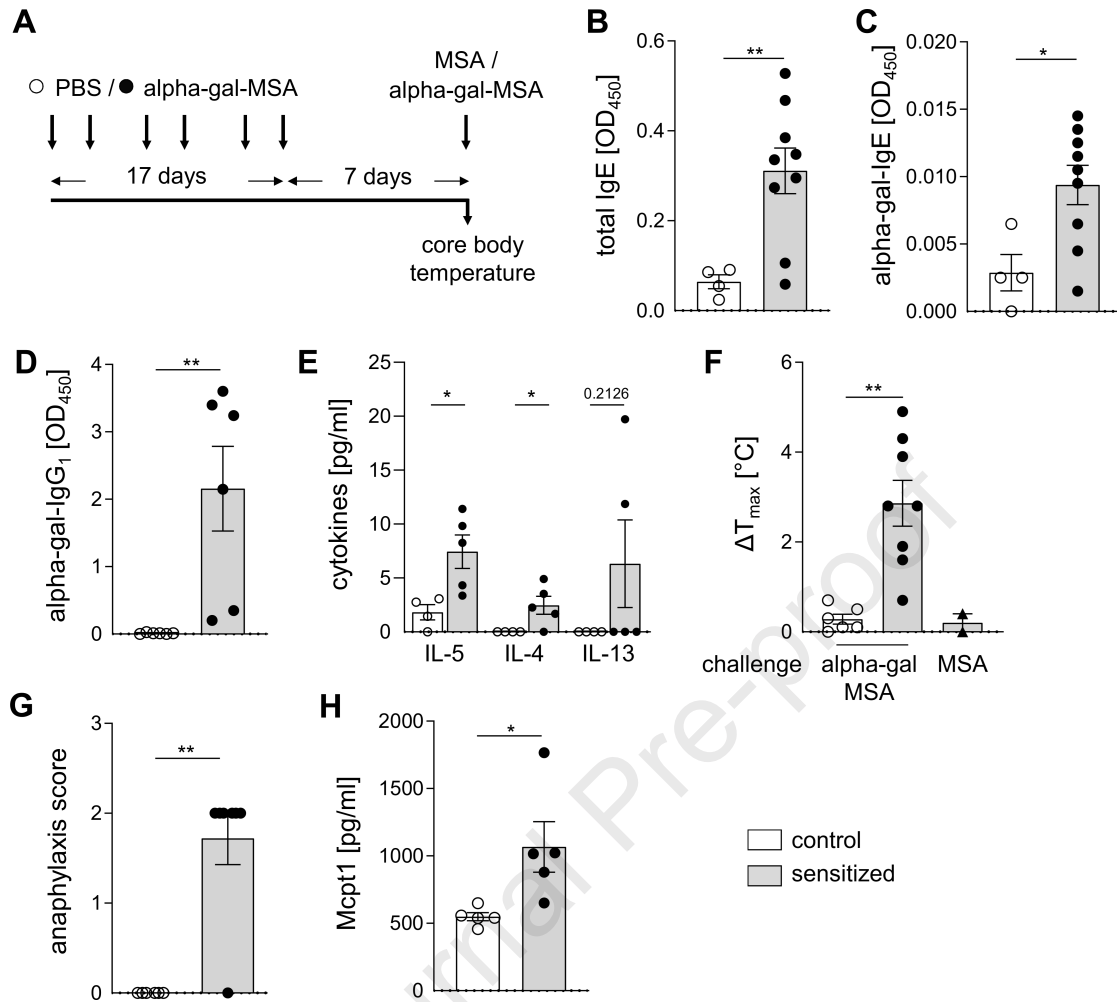 A
PBS / alpha-gal-MSA
MSA /
alpha-gal-MSA
17 days
7 days
core body
temperature
B
total IgE [OD450]
0.6
0.4
0.2
0.0
**
C
alpha-gal-IgE [OD450]
0.020
0.015
0.010
0.005
0.000
*
D
alpha-gal-IgG1 [OD450]
4
3
2
1
0
**
E
cytokines [pg/ml]
25
20
15
10
5
0
*
*
0.2126
IL-5 IL-4 IL-13
F
ΔTmax [°C]
6
4
2
0
**
challenge alpha-gal MSA
MSA
G
anaphylaxis score
3
2
1
0
**
H
Mcpt1 [pg/ml]
2000
1500
1000
500
0
*
control
sensitized
urnal Pre-proof